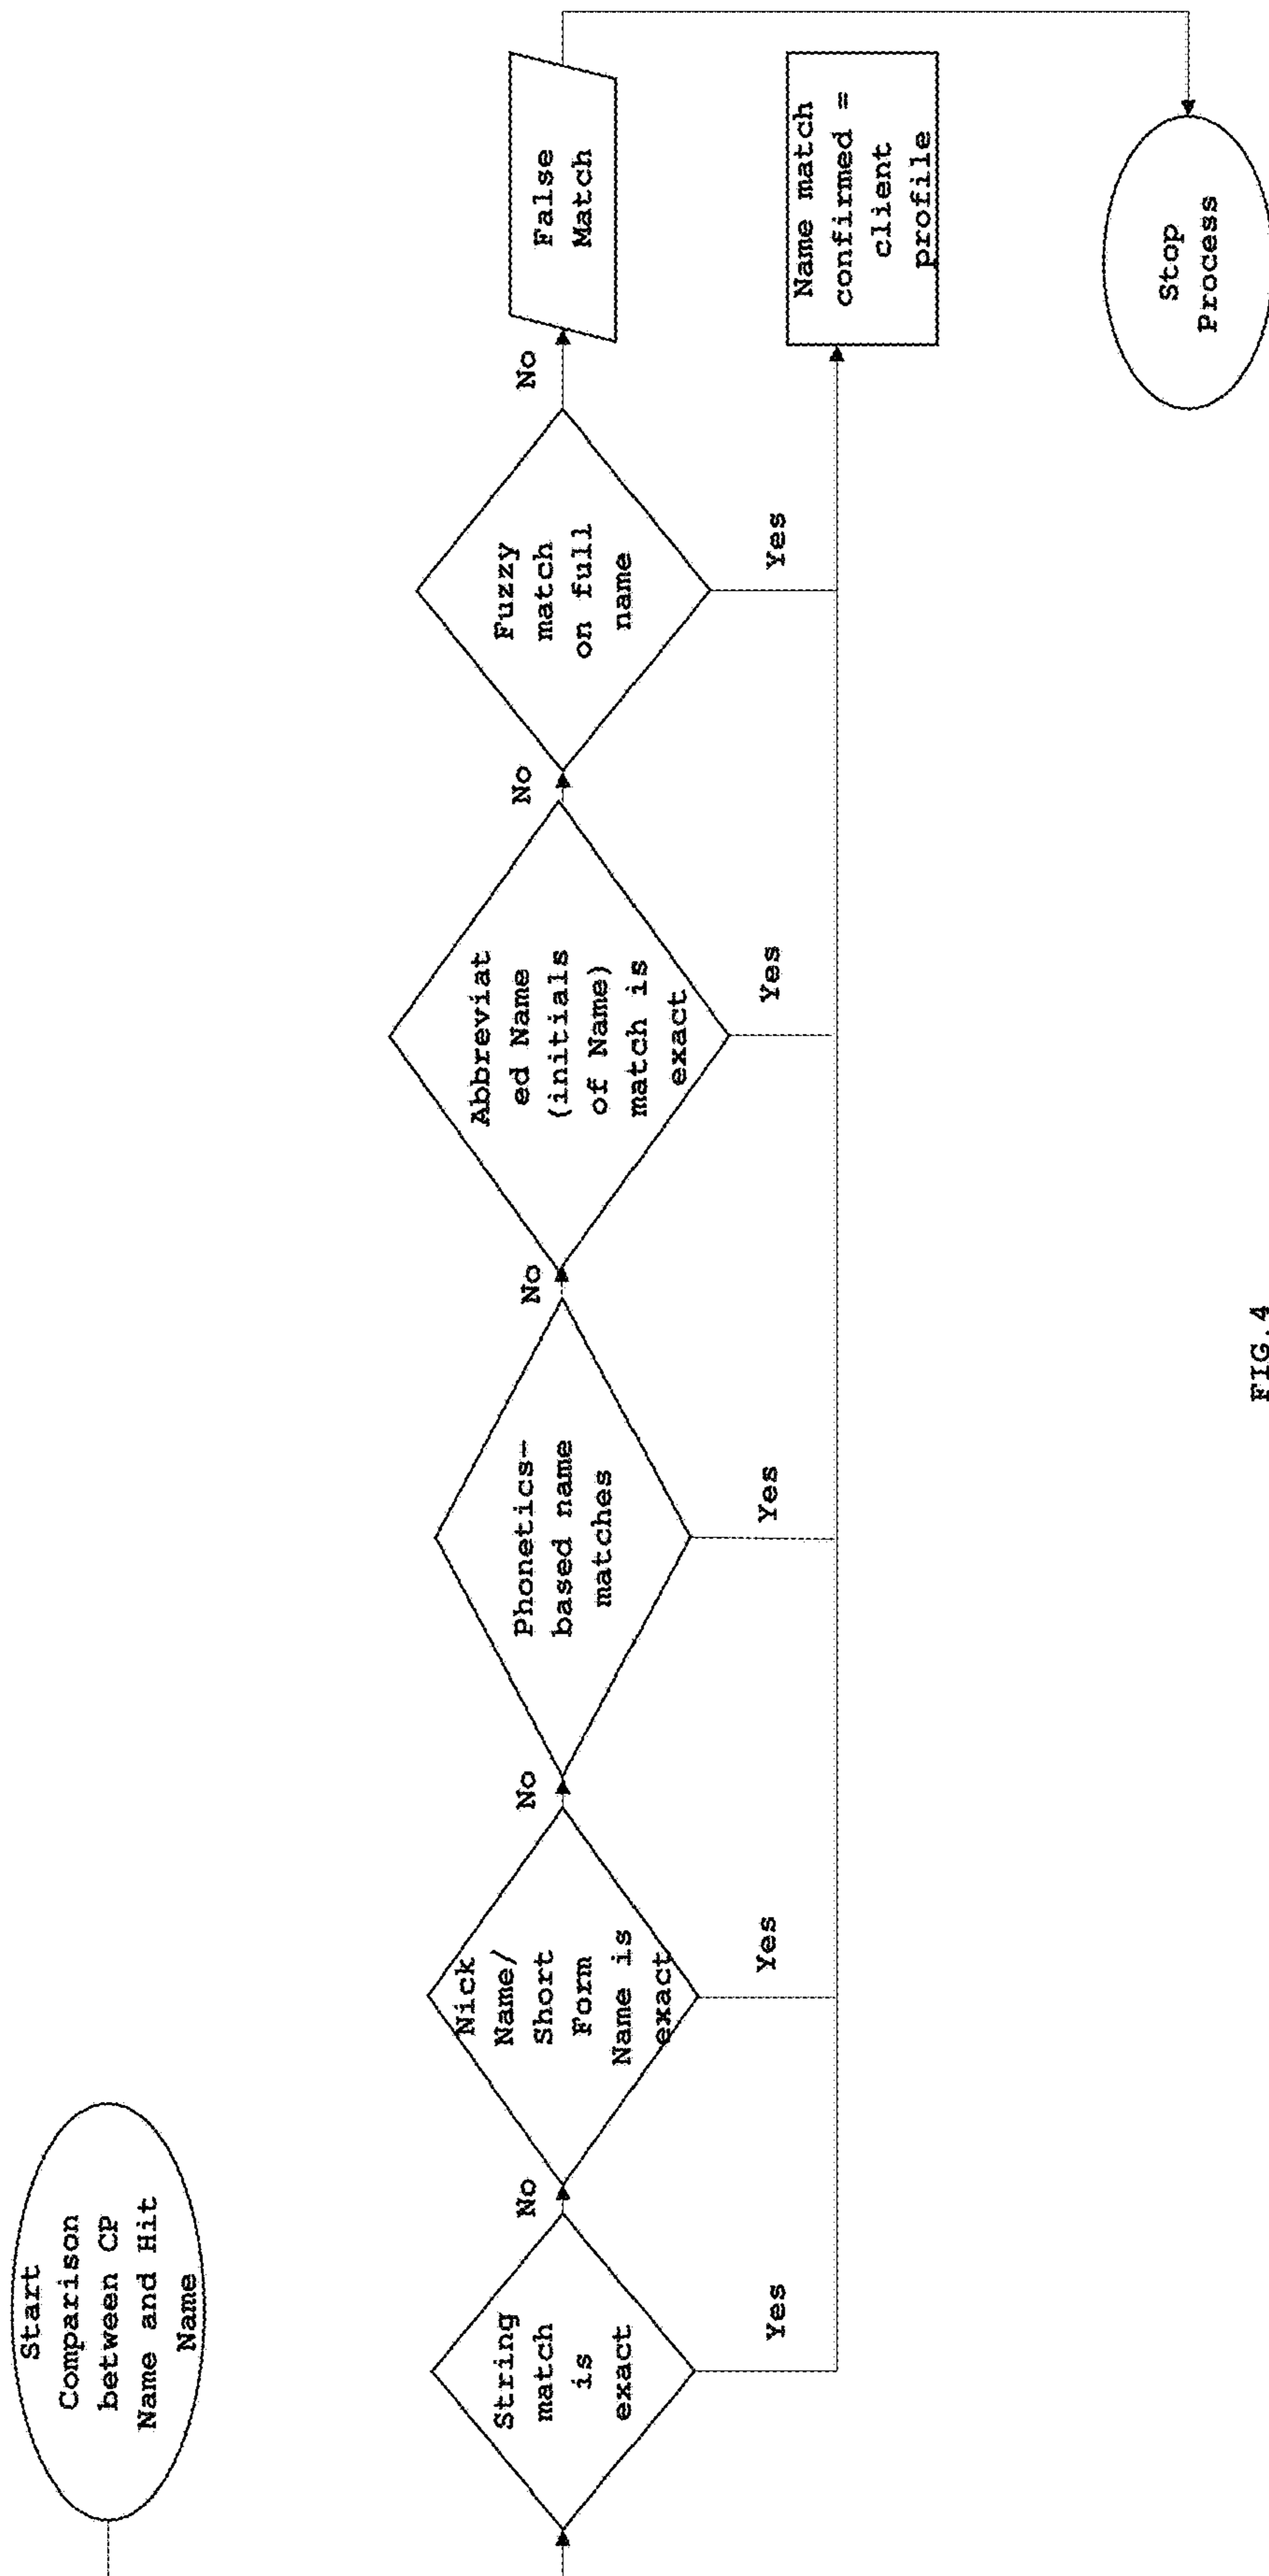 Start
Comparison
between CP
Name and Hit
Name
String
match
is
exact
No
Yes
Nick
Name/
Short
Form
Name is
exact
No
Yes
Phonetics-
based name
matches
No
Yes
Abbreviat
ed Name
(initials
of Name)
match is
exact
No
Yes
Fuzzy
match
on full
name
No
Yes
False
Match
Name match
confirmed =
client
profile
Stop
Process
FIG.4